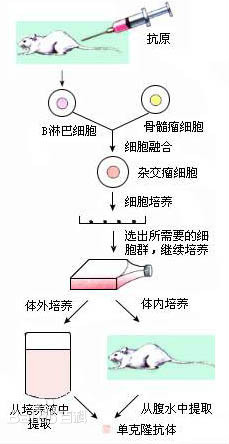 抗原
B淋巴细胞
骨髓瘤细胞
细胞融合
杂交瘤细胞
细胞培养
选出所需要的细
胞群,继续培养
体外培养
体内培养
从培养液中
提取
从腹水中提取
单克隆抗体